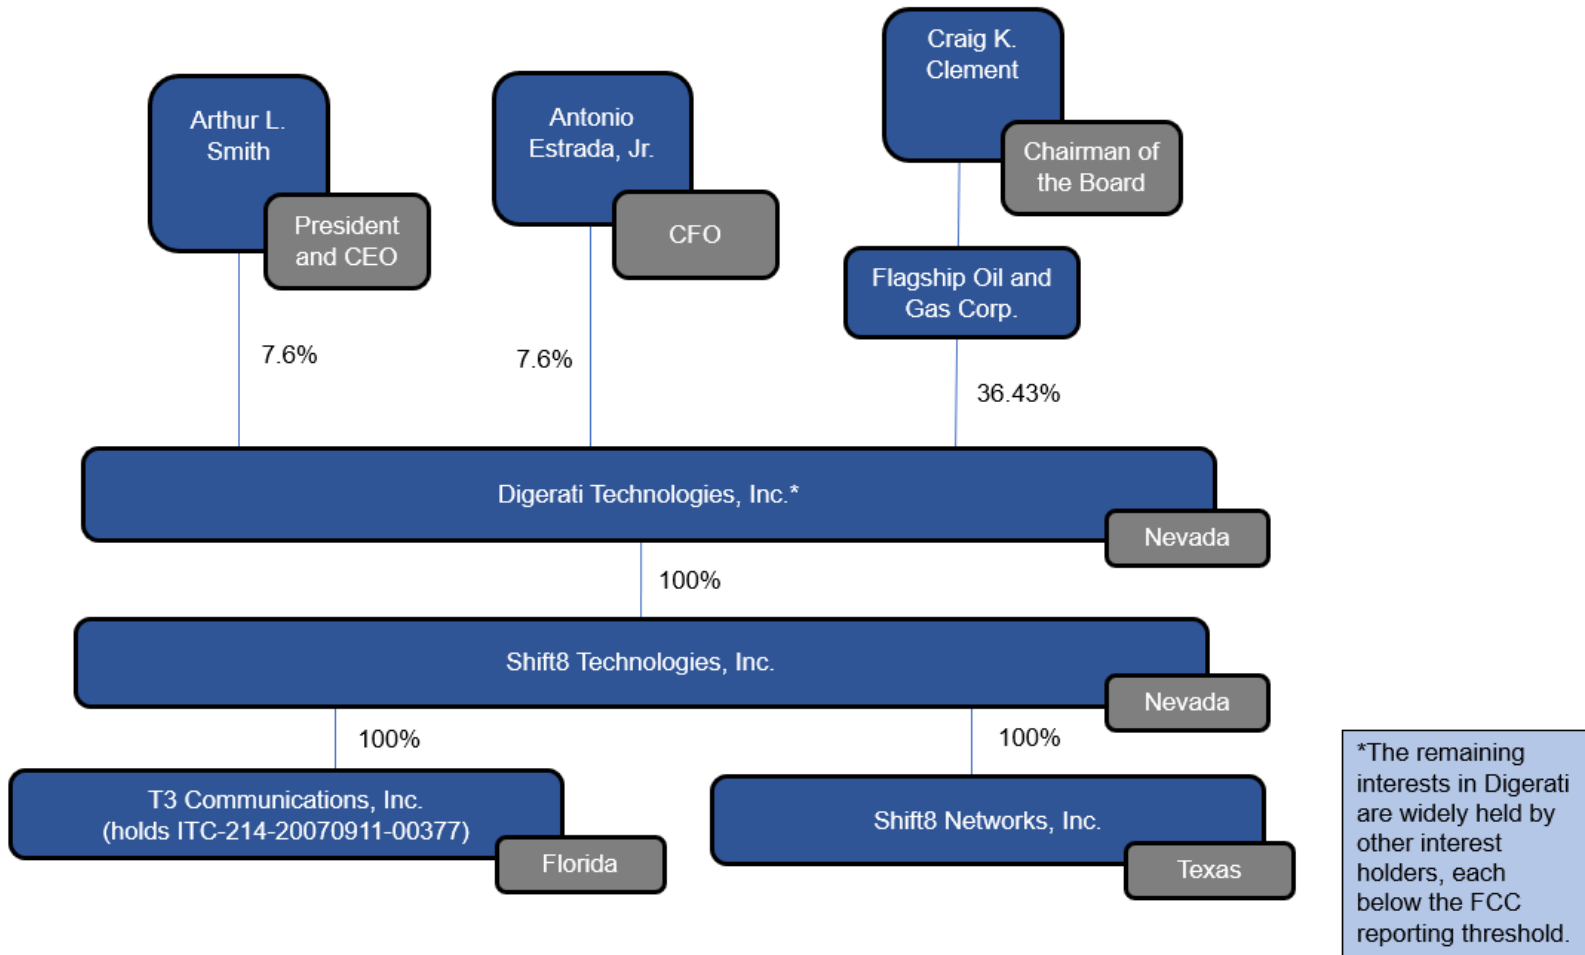 Craig K.
Clement
Chairman of
the Board
Arthur L.
Smith
President
and CEO
Antonio
Estrada, Jr.
CFO
Flagship Oil and
Gas Corp.
7.6%
7.6%
36.43%
Digerati Technologies, Inc.*
Nevada
100%
Shift8 Technologies, Inc.
Nevada
100%
100%
T3 Communications, Inc.
(holds ITC-214-20070911-00377)
Florida
Shift8 Networks, Inc.
Texas
*The remaining
interests in Digerati
are widely held by
other interest
holders, each
below the FCC
reporting threshold.